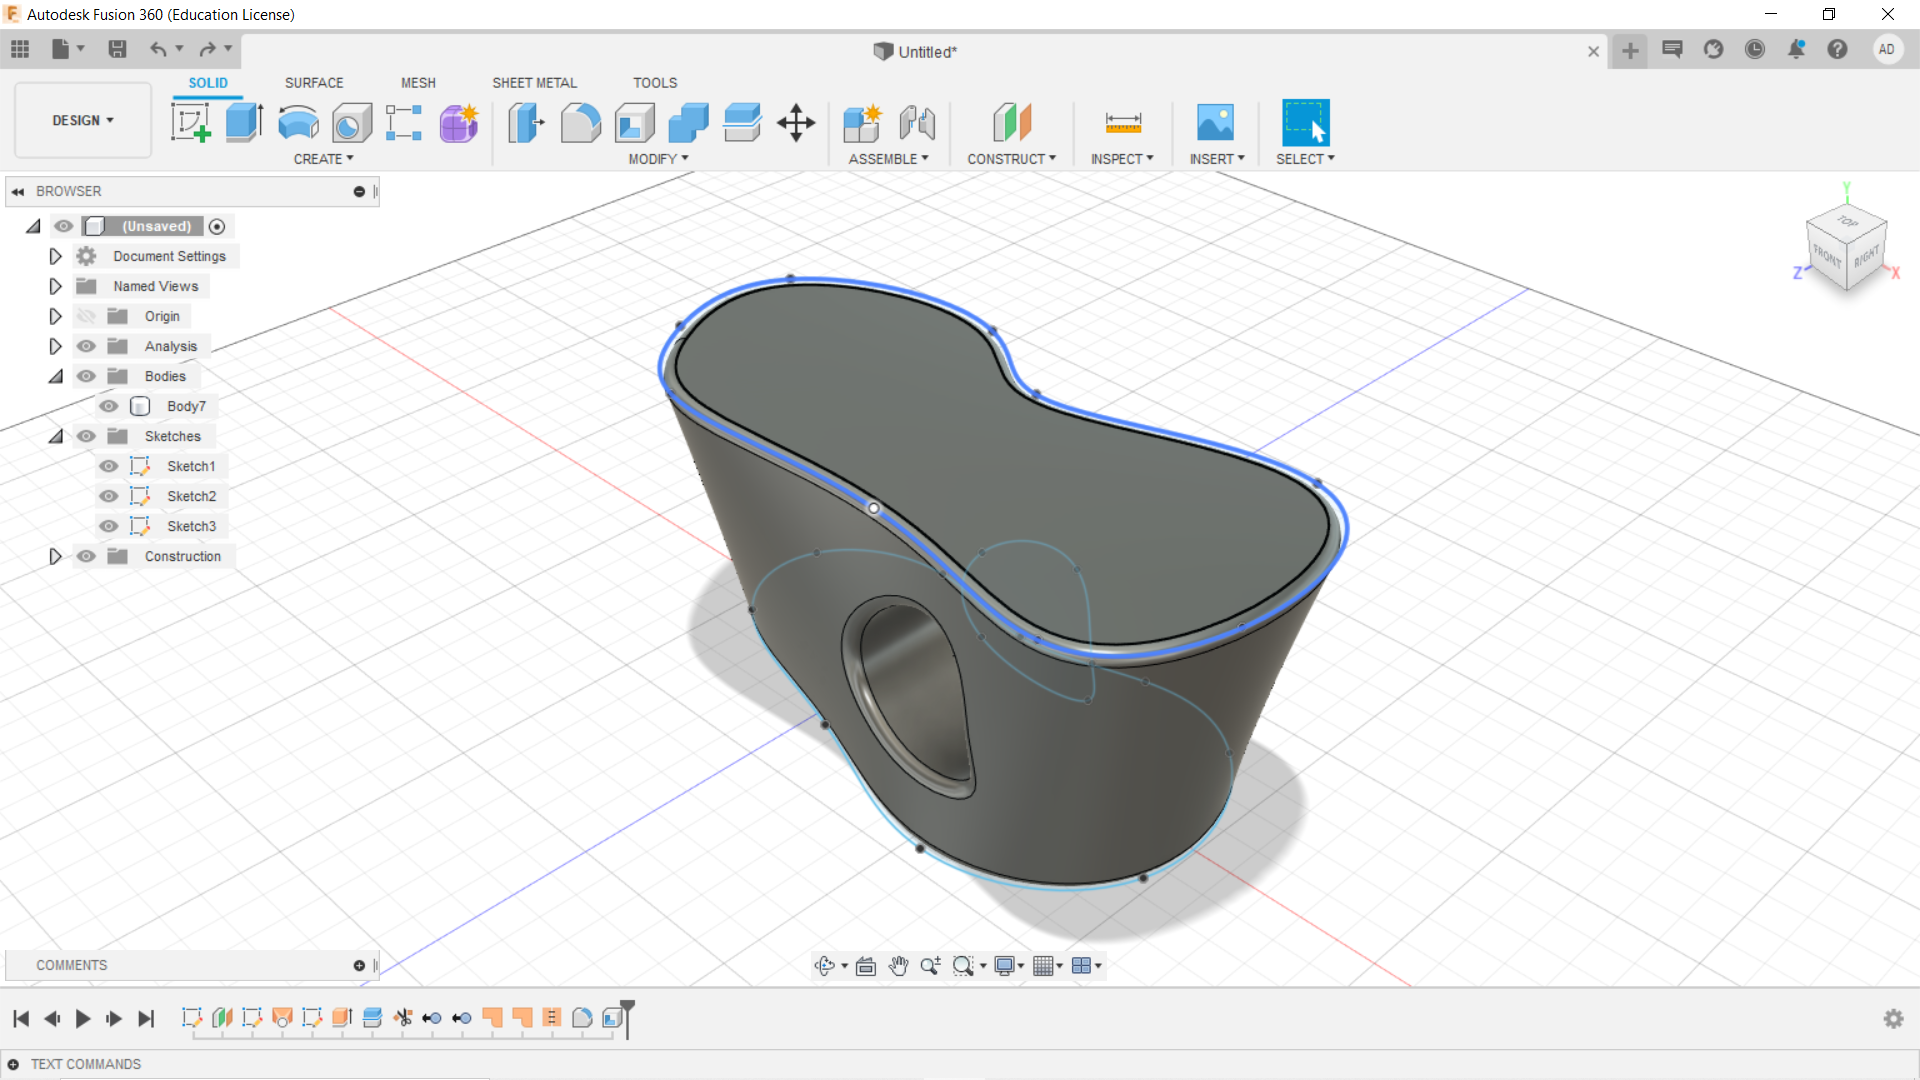 Autodesk Fusion 360 (Education License)
Untitled*
AD
DESIGN
SOLID SURFACE MESH SHEET METAL TOOLS
CREATE MODIFY ASSEMBLE CONSTRUCT INSPECT INSERT SELECT
BROWSER
(Unsaved)
Document Settings
Named Views
Origin
Analysis
Bodies
Body7
Sketches
Sketch1
Sketch2
Sketch3
Construction
Y
TOP
FRONT
RIGHT
Z
X
COMMENTS
TEXT COMMANDS